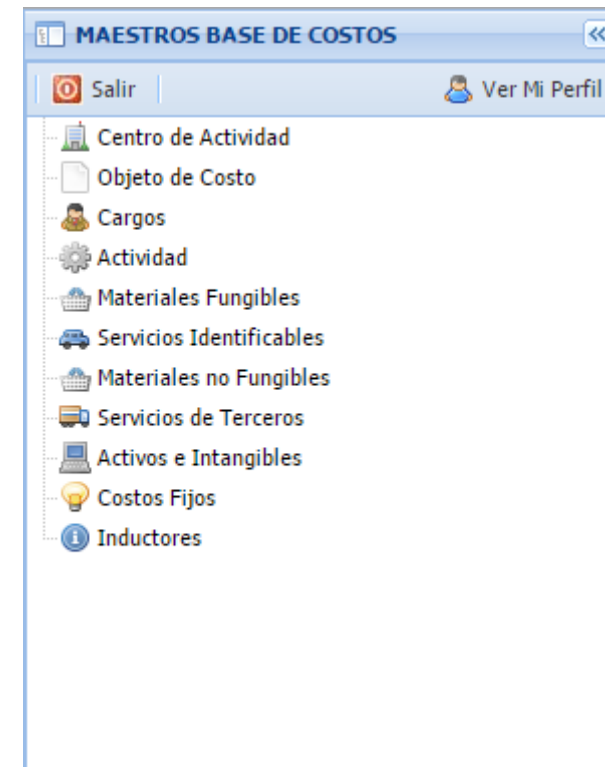 MAESTROS BASE DE COSTOS
Salir Ver Mi Perfil
Centro de Actividad
Objeto de Costo
Cargos
Actividad
Materiales Fungibles
Servicios Identificables
Materiales no Fungibles
Servicios de Terceros
Activos e Intangibles
Costos Fijos
Inductores